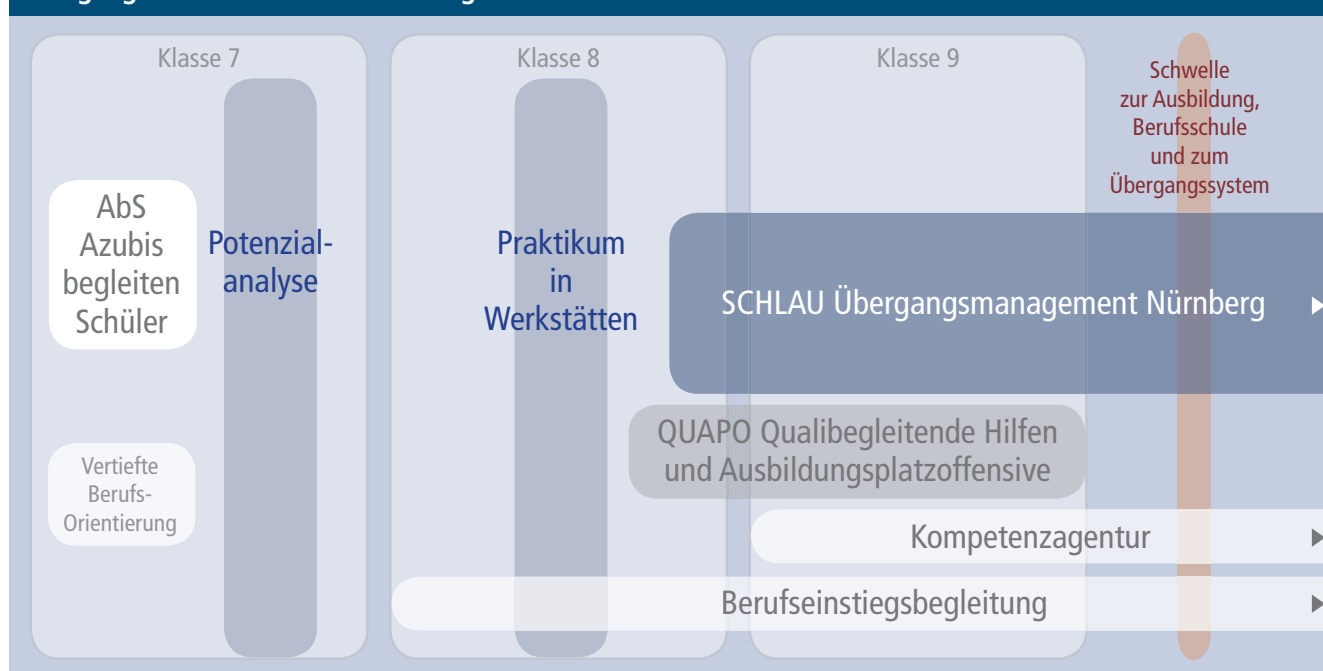 Klasse 7
Klasse 8
Klasse 9
Schwelle
zur Ausbildung,
Berufsschule
und zum
Übergangssystem
AbS
Azubis
begleiten
Schüler
Potenzial-
analyse
Praktikum
in
Werkstätten
SCHLAU Übergangsmanagement Nürnberg
QUAPO Qualibegleitende Hilfen
und Ausbildungsplatzoffensive
Vertiefte
Berufs-
Orientierung
Kompetenzagentur
Berufseinstiegsbegleitung